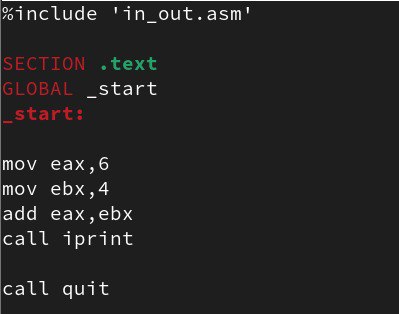 %include 'in_out.asm'
SECTION .text
GLOBAL _start
_start:
mov eax,6
mov ebx,4
add eax,ebx
call iprint
call quit